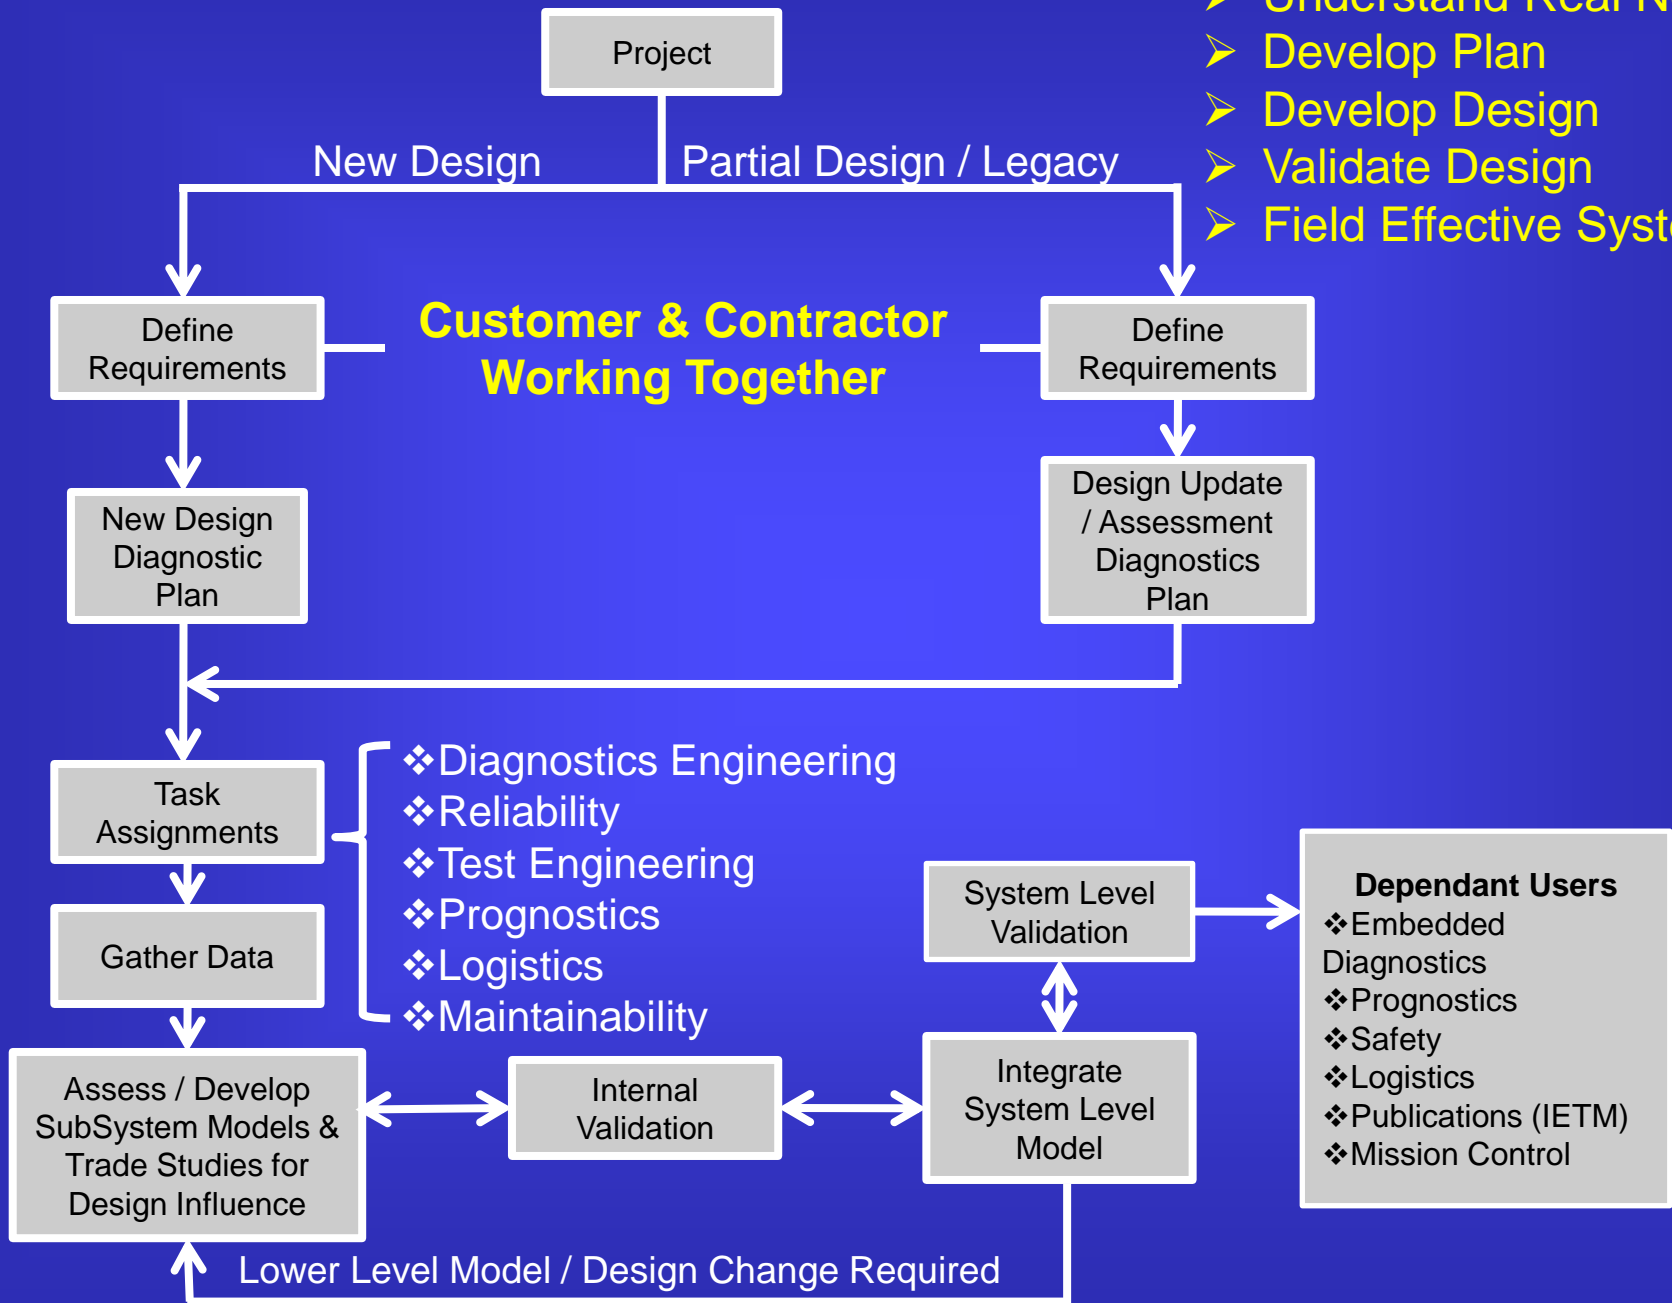 Understand Real
Project
➢ Develop Plan
➢ Develop Design
➢ Validate Design
➢ Field Effective
New Design
Partial Design / Legacy
Define
Requirements
Customer & Contractor
Working Together
Define
Requirements
New Design
Diagnostic
Plan
Design Update
/ Assessment
Diagnostics
Plan
Task
Assignments
❖Diagnostics Engineering
❖Reliability
❖Test Engineering
❖Prognostics
❖Logistics
❖Maintainability
Gather Data
Assess / Develop
SubSystem Models &
Trade Studies for
Design Influence
Internal
Validation
System Level
Validation
Integrate
System Level
Model
Dependant Users
❖Embedded
Diagnostics
❖Prognostics
❖Safety
❖Logistics
❖Publications (IETM)
❖Mission Control
Lower Level Model / Design Change Required